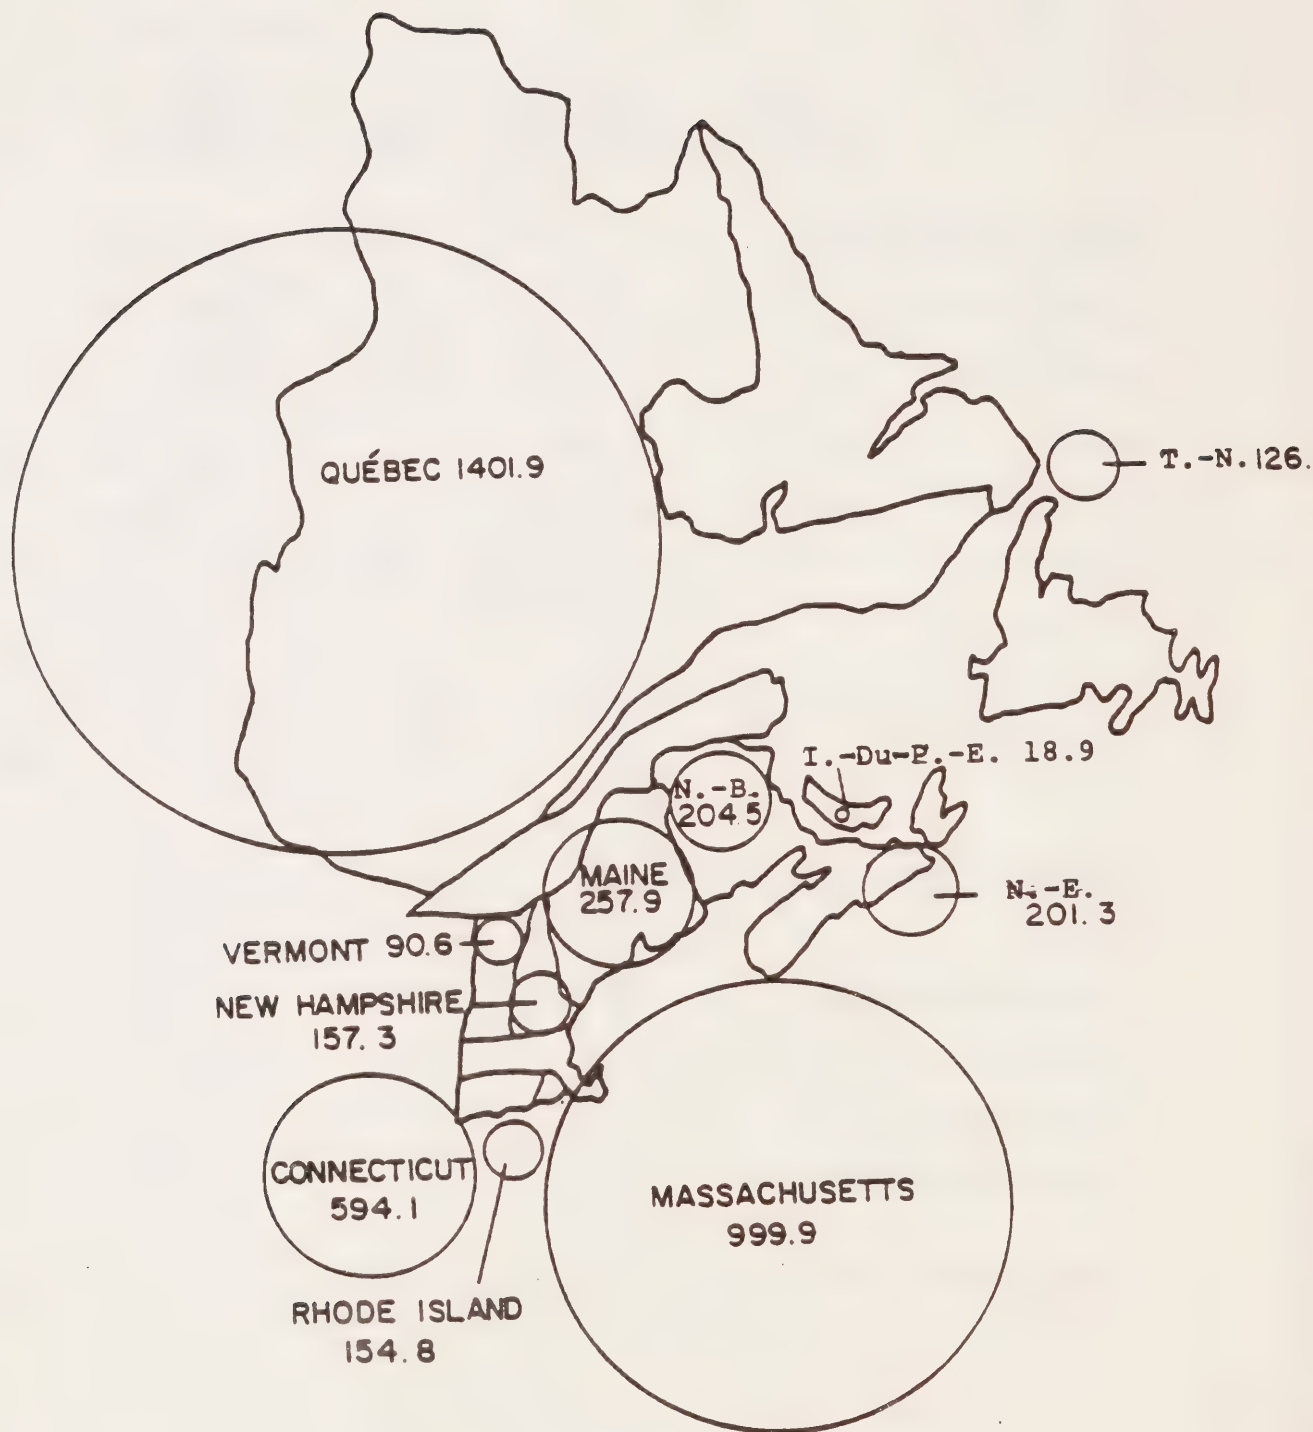 QUÉBEC 1401.9
T.-N. 126.
I.-Du-P.-E. 18.9
N.-B.
204.5
MAINE
257.9
N.-E.
201.3
VERMONT 90.6
NEW HAMPSHIRE
157.3
CONNECTICUT
594.1
MASSACHUSETTS
999.9
RHODE ISLAND
154.8